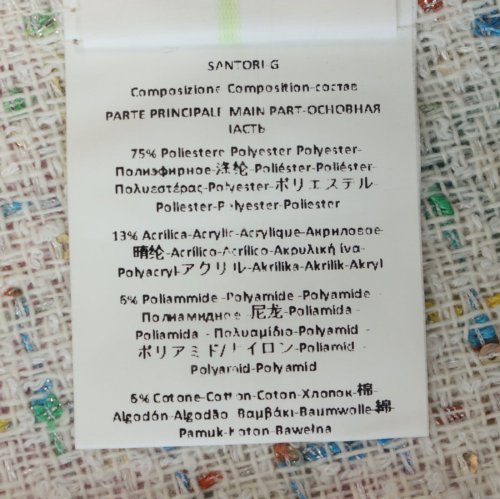 SANTORI-G
Composizione Composition-состав
PARTE PRINCIPALE MAIN PART-ОСНОВНАЯ
ЧАСТЬ
75% Poliestere Polyester Polyester-
Полиэфирное-涤纶-Poliéster-Poliéster-
Πολυεστέρας-Polyester-ポリエステル-
Poliester-Polyester-Poliester
13% Acrilica-Acrylic-Acrylique-Акриловое
晴纶-Acrílico-Acrílico-Ακρυλική ίνα-
Polyacryl-アクリル-Akrilika-Akrilik-Akryl
6% Poliammide-Polyamide-Polyamide
Полиамидное-尼龙-Poliamida-
Poliamida-Πολυαμίδιο-Polyamid-
ポリアミド/ナイロン-Poliamid-
Polyamid-Polyamid
6% Cotone-Cotton-Coton-Хлопок-棉-
Algodón-Algodão Βαμβάκι-Baumwolle-綿-
Pamuk-Koton-Bawełna